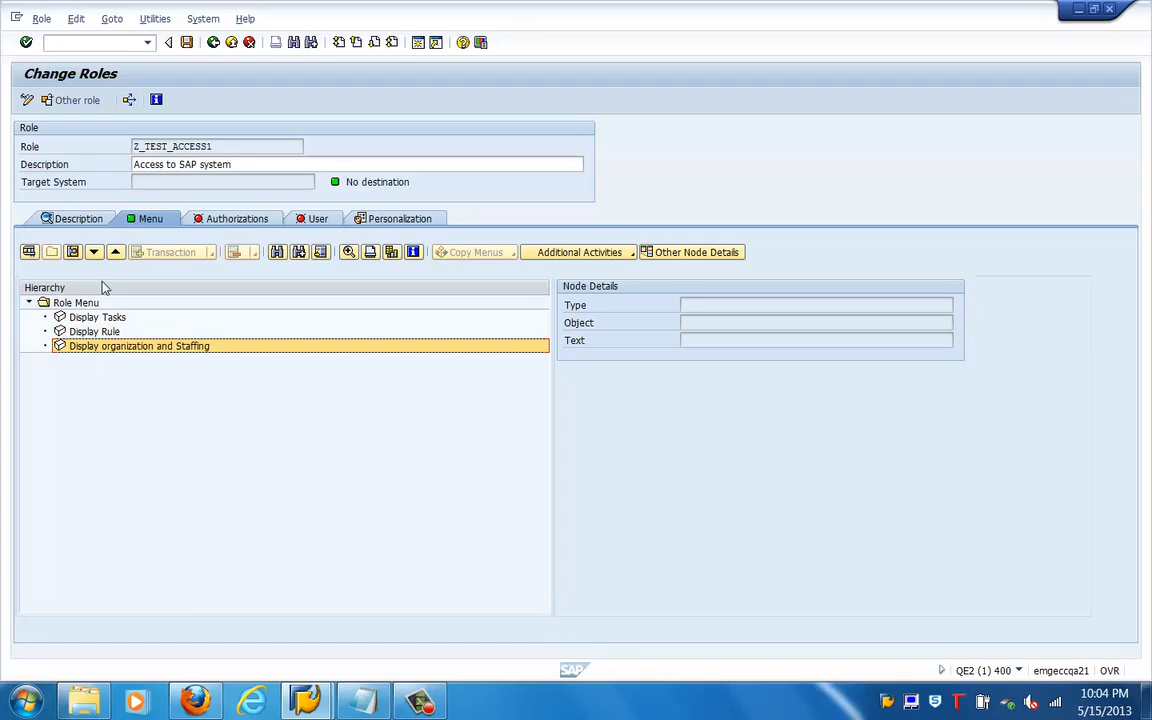 Role Edit Goto Utilities System Help
Change Roles
Other role
Role
Role Z_TEST_ACCESS1
Description Access to SAP system
Target System No destination
Description Menu Authorizations User Personalization
Transaction Copy Menus Additional Activities Other Node Details
Hierarchy
Role Menu
Display Tasks
Display Rule
Display organization and Staffing
Node Details
Type
Object
Text
SAP
QE2 (1) 400 emgeccqa21 OVR
10:04 PM
5/15/2013